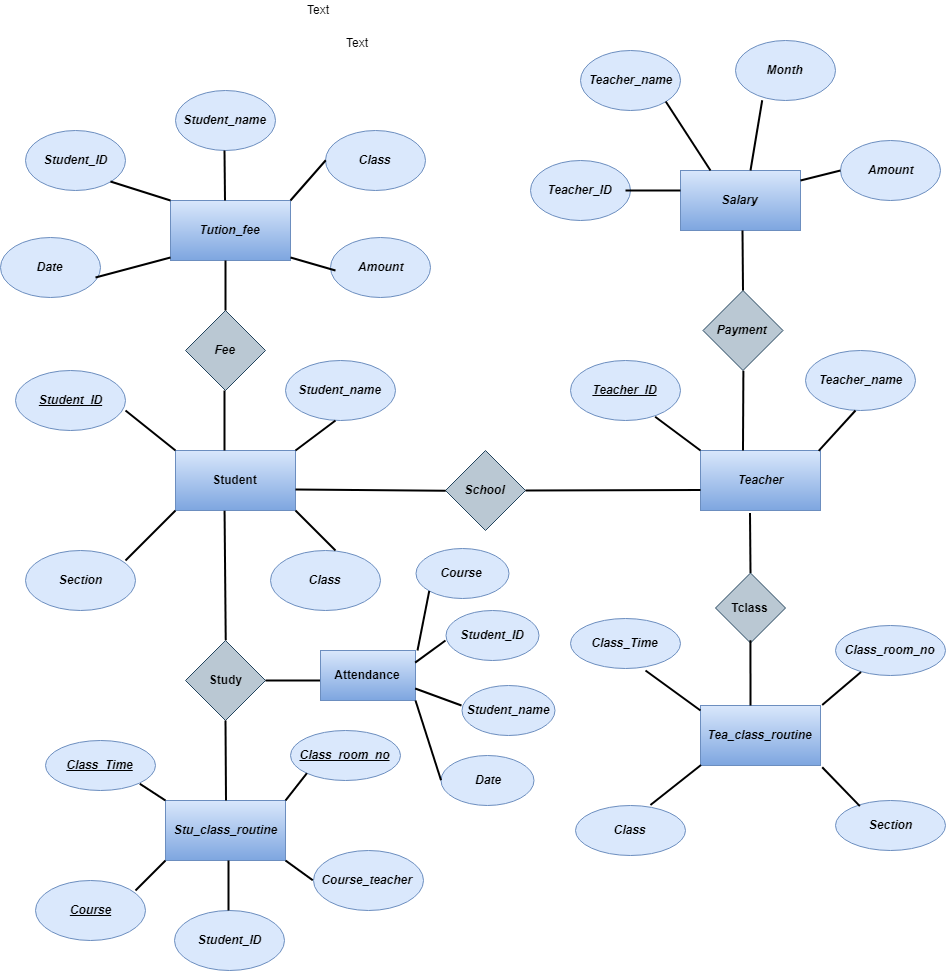 Text
Text
Teacher_name
Month
Student_name
Student_ID
Class
Amount
Teacher_ID
Salary
Tution_fee
Date
Amount
Fee
Payment
Student_ID
Student_name
Teacher_ID
Teacher_name
Student
School
Teacher
Section
Class
Course
Tclass
Student_ID
Class_Time
Class_room_no
Study
Attendance
Student_name
Tea_class_routine
Class_Time
Class_room_no
Date
Stu_class_routine
Class
Section
Course_teacher
Course
Student_ID